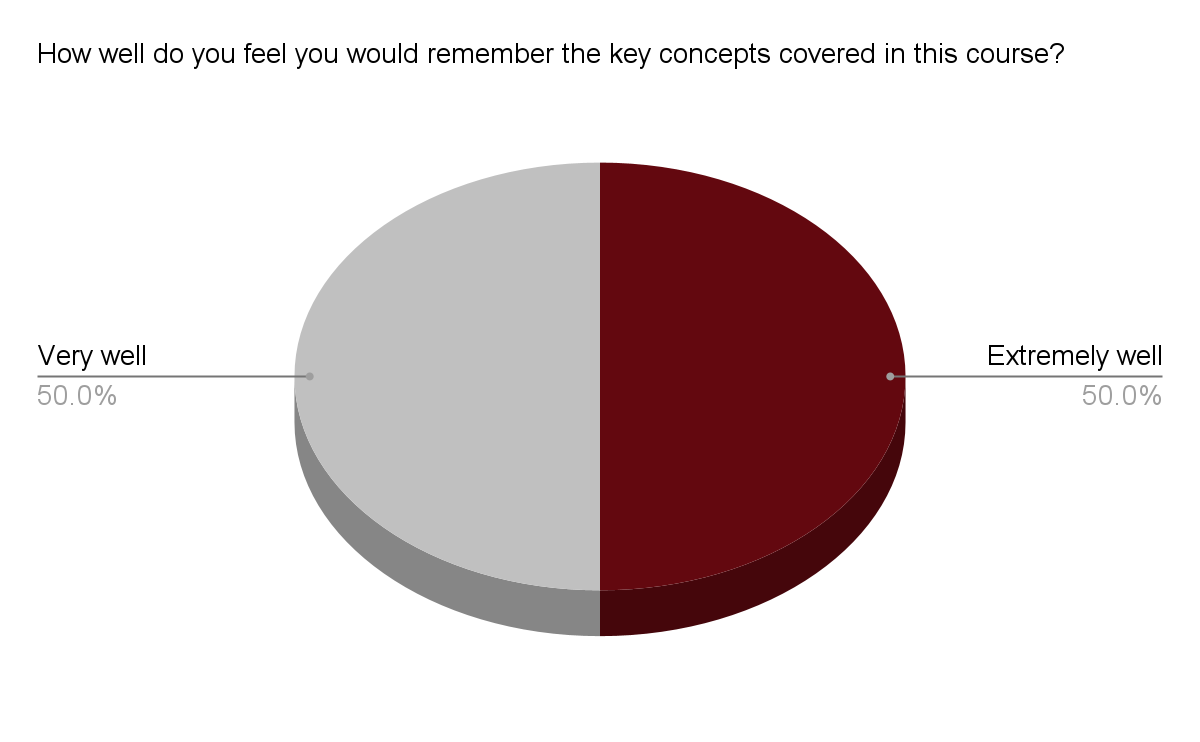 How well do you feel you would remember the key concepts covered in this course?
Very well
50.0%
Extremely well
50.0%